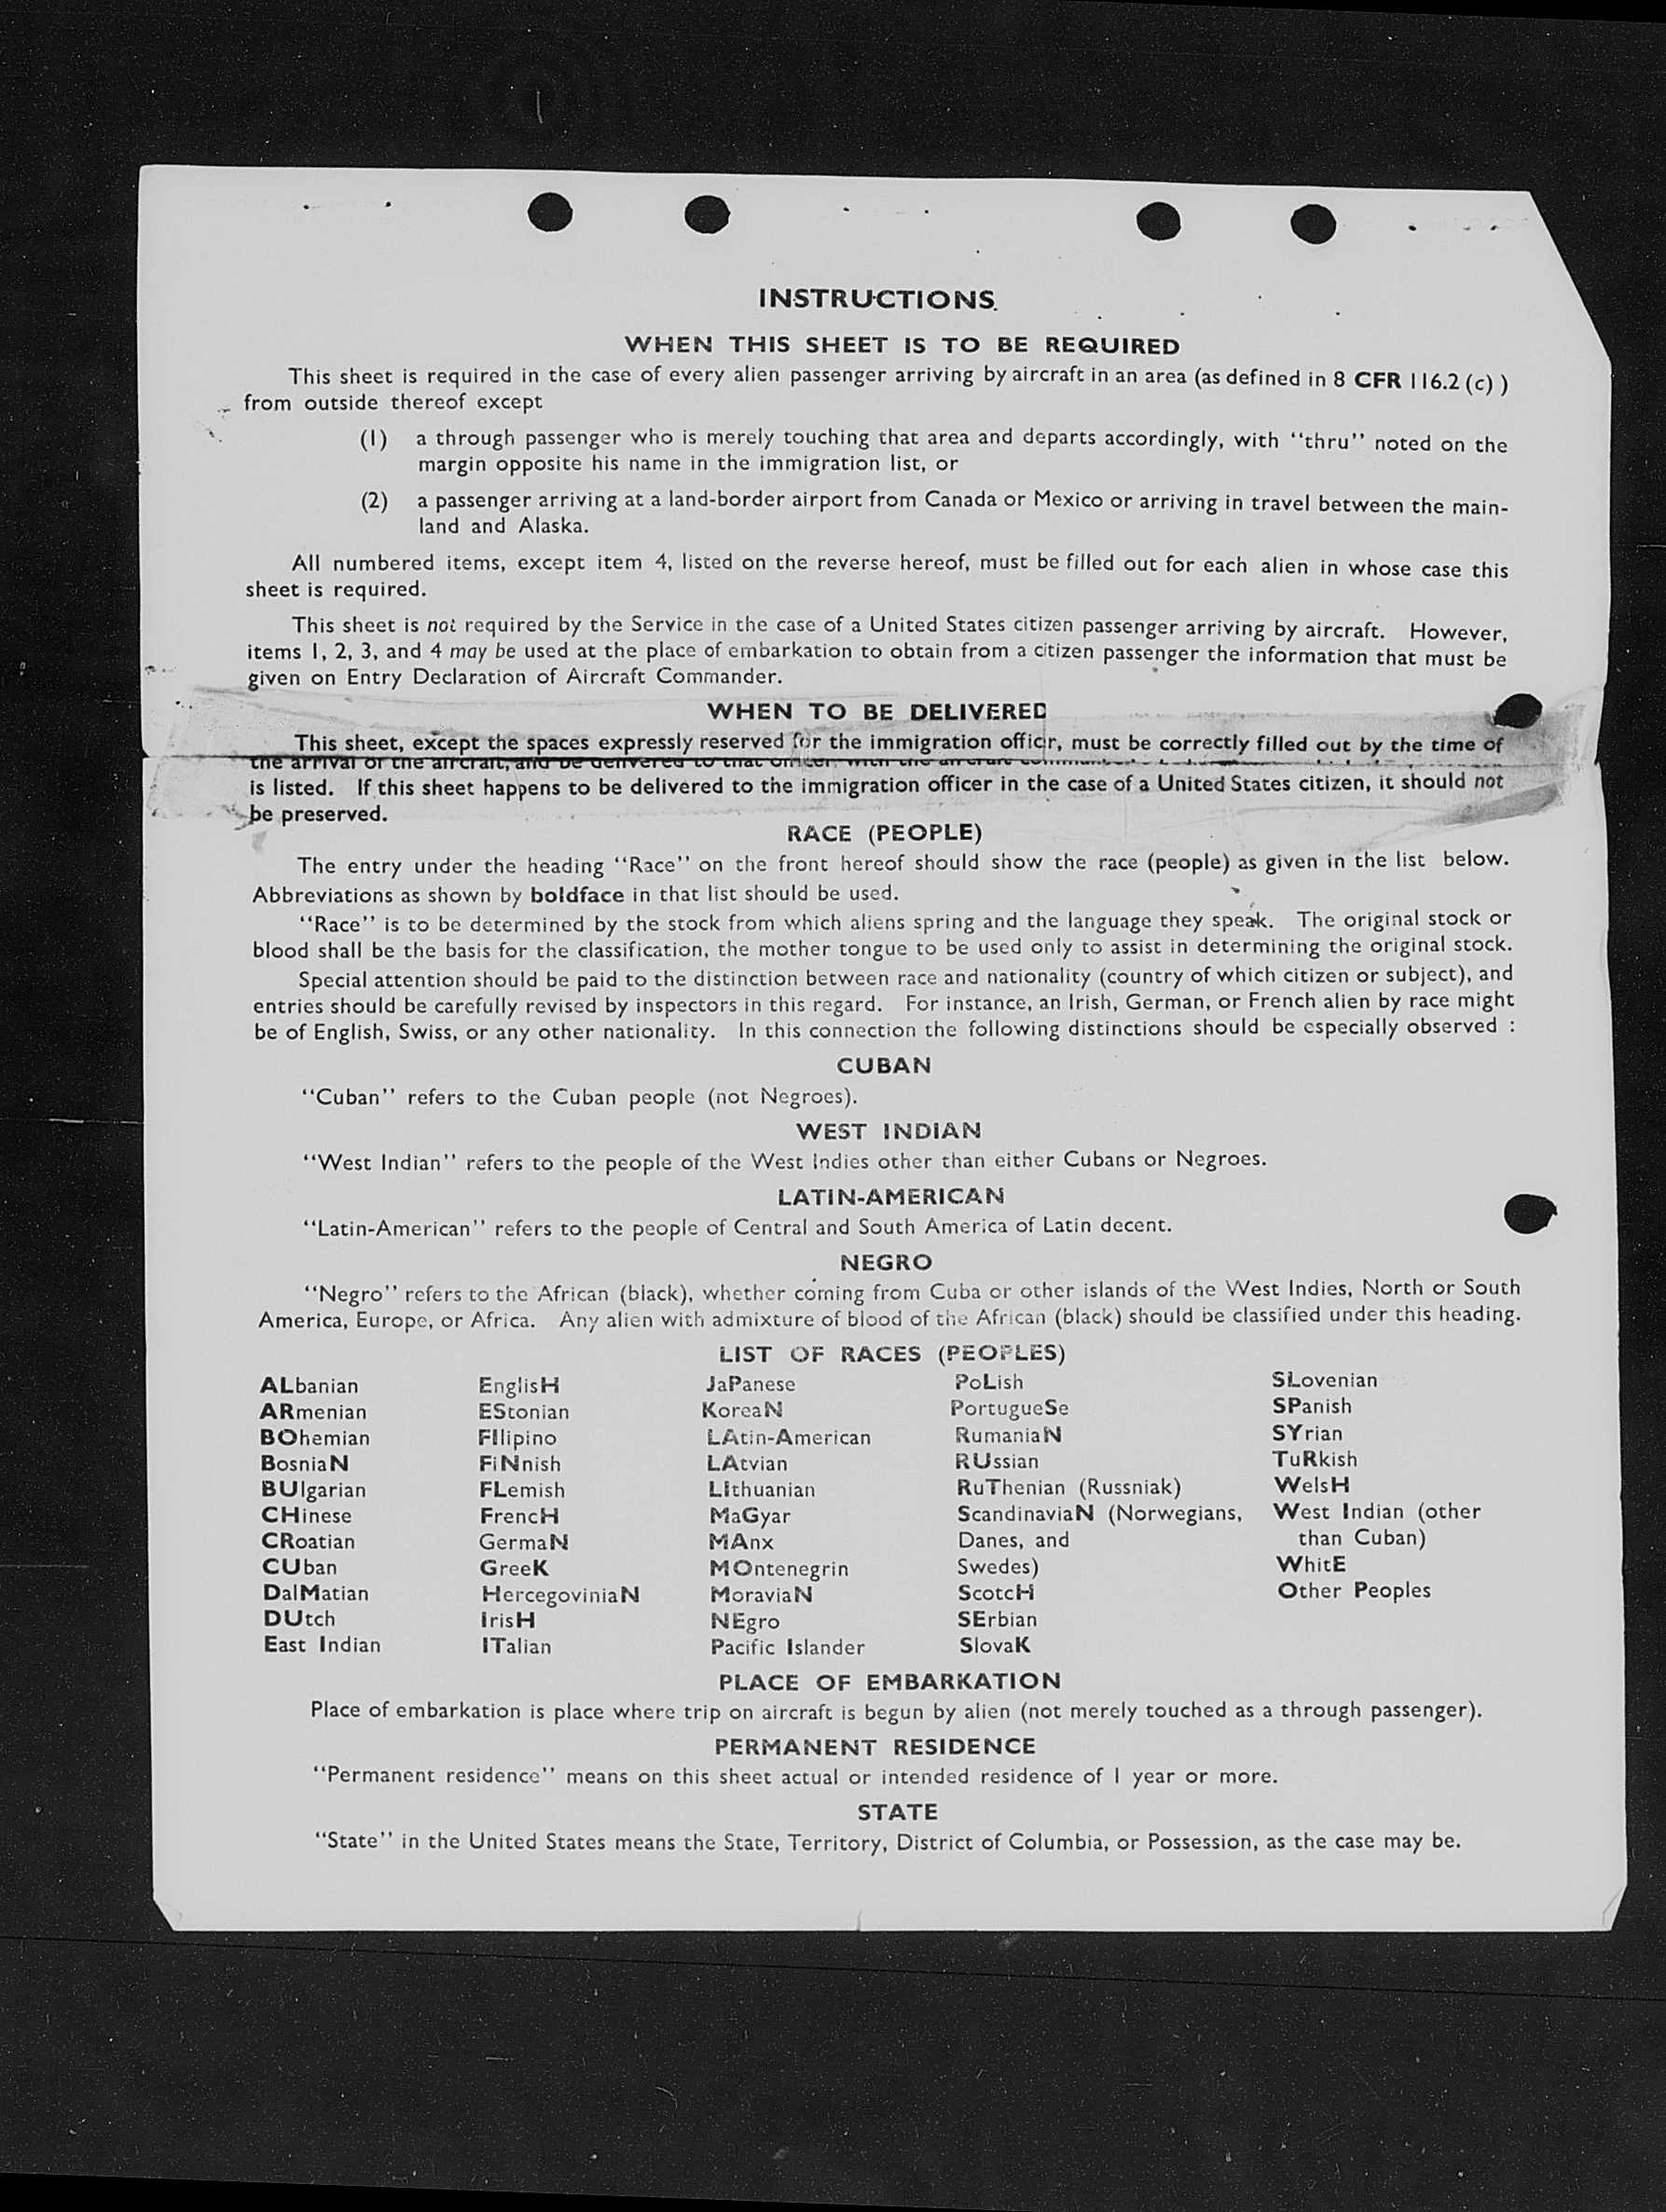 INSTRUCTIONS.
WHEN THIS SHEET IS TO BE REQUIRED
This sheet is required in the case of every alien passenger arriving by aircraft in an area (as defined in 8 CFR 116.2 (c) )
from outside thereof except
(1) a through passenger who is merely touching that area and departs accordingly, with "thru" noted on the
margin opposite his name in the immigration list, or
(2) a passenger arriving at a land-border airport from Canada or Mexico or arriving in travel between the main-
land and Alaska.
All numbered items, except item 4, listed on the reverse hereof, must be filled out for each alien in whose case this
sheet is required.
This sheet is not required by the Service in the case of a United States citizen passenger arriving by aircraft. However,
items 1, 2, 3, and 4 may be used at the place of embarkation to obtain from a citizen passenger the information that must be
given on Entry Declaration of Aircraft Commander.
WHEN TO BE DELIVERED
This sheet, except the spaces expressly reserved for the immigration officer, must be correctly filled out by the time of
the arrival of the aircraft, and be delivered to that officer with the aircraft
is listed. If this sheet happens to be delivered to the immigration officer in the case of a United States citizen, it should not
be preserved.
RACE (PEOPLE)
The entry under the heading "Race" on the front hereof should show the race (people) as given in the list below.
Abbreviations as shown by boldface in that list should be used.
"Race" is to be determined by the stock from which aliens spring and the language they speak. The original stock or
blood shall be the basis for the classification, the mother tongue to be used only to assist in determining the original stock.
Special attention should be paid to the distinction between race and nationality (country of which citizen or subject), and
entries should be carefully revised by inspectors in this regard. For instance, an Irish, German, or French alien by race might
be of English, Swiss, or any other nationality. In this connection the following distinctions should be especially observed :
CUBAN
"Cuban" refers to the Cuban people (not Negroes).
WEST INDIAN
"West Indian" refers to the people of the West Indies other than either Cubans or Negroes.
LATIN-AMERICAN
"Latin-American" refers to the people of Central and South America of Latin decent.
NEGRO
"Negro" refers to the African (black), whether coming from Cuba or other islands of the West Indies, North or South
America, Europe, or Africa. Any alien with admixture of blood of the African (black) should be classified under this heading.
LIST OF RACES (PEOPLES)
ALbanian
ARmenian
BOhemian
BosniaN
BUlgarian
CHinese
CRoatian
CUban
DalMatian
DUtch
East Indian
EnglisH
EStonian
FIlipino
FiNnish
FLemish
FrencH
GermaN
GreeK
HercegoviniaN
IrisH
ITalian
JaPanese
KoreaN
LAtin-American
LAtvian
LIthuanian
MaGyar
MAnx
MOntenegrin
MoraviaN
NEgro
Pacific Islander
PoLish
PortugueSe
RumaniaN
RUssian
RuThenian (Russniak)
ScandinaviaN (Norwegians,
Danes, and
Swedes)
ScotcH
SErbian
SlovaK
SLovenian
SPanish
SYrian
TuRkish
WelsH
West Indian (other
than Cuban)
WhitE
Other Peoples
PLACE OF EMBARKATION
Place of embarkation is place where trip on aircraft is begun by alien (not merely touched as a through passenger).
PERMANENT RESIDENCE
"Permanent residence" means on this sheet actual or intended residence of 1 year or more.
STATE
"State" in the United States means the State, Territory, District of Columbia, or Possession, as the case may be.